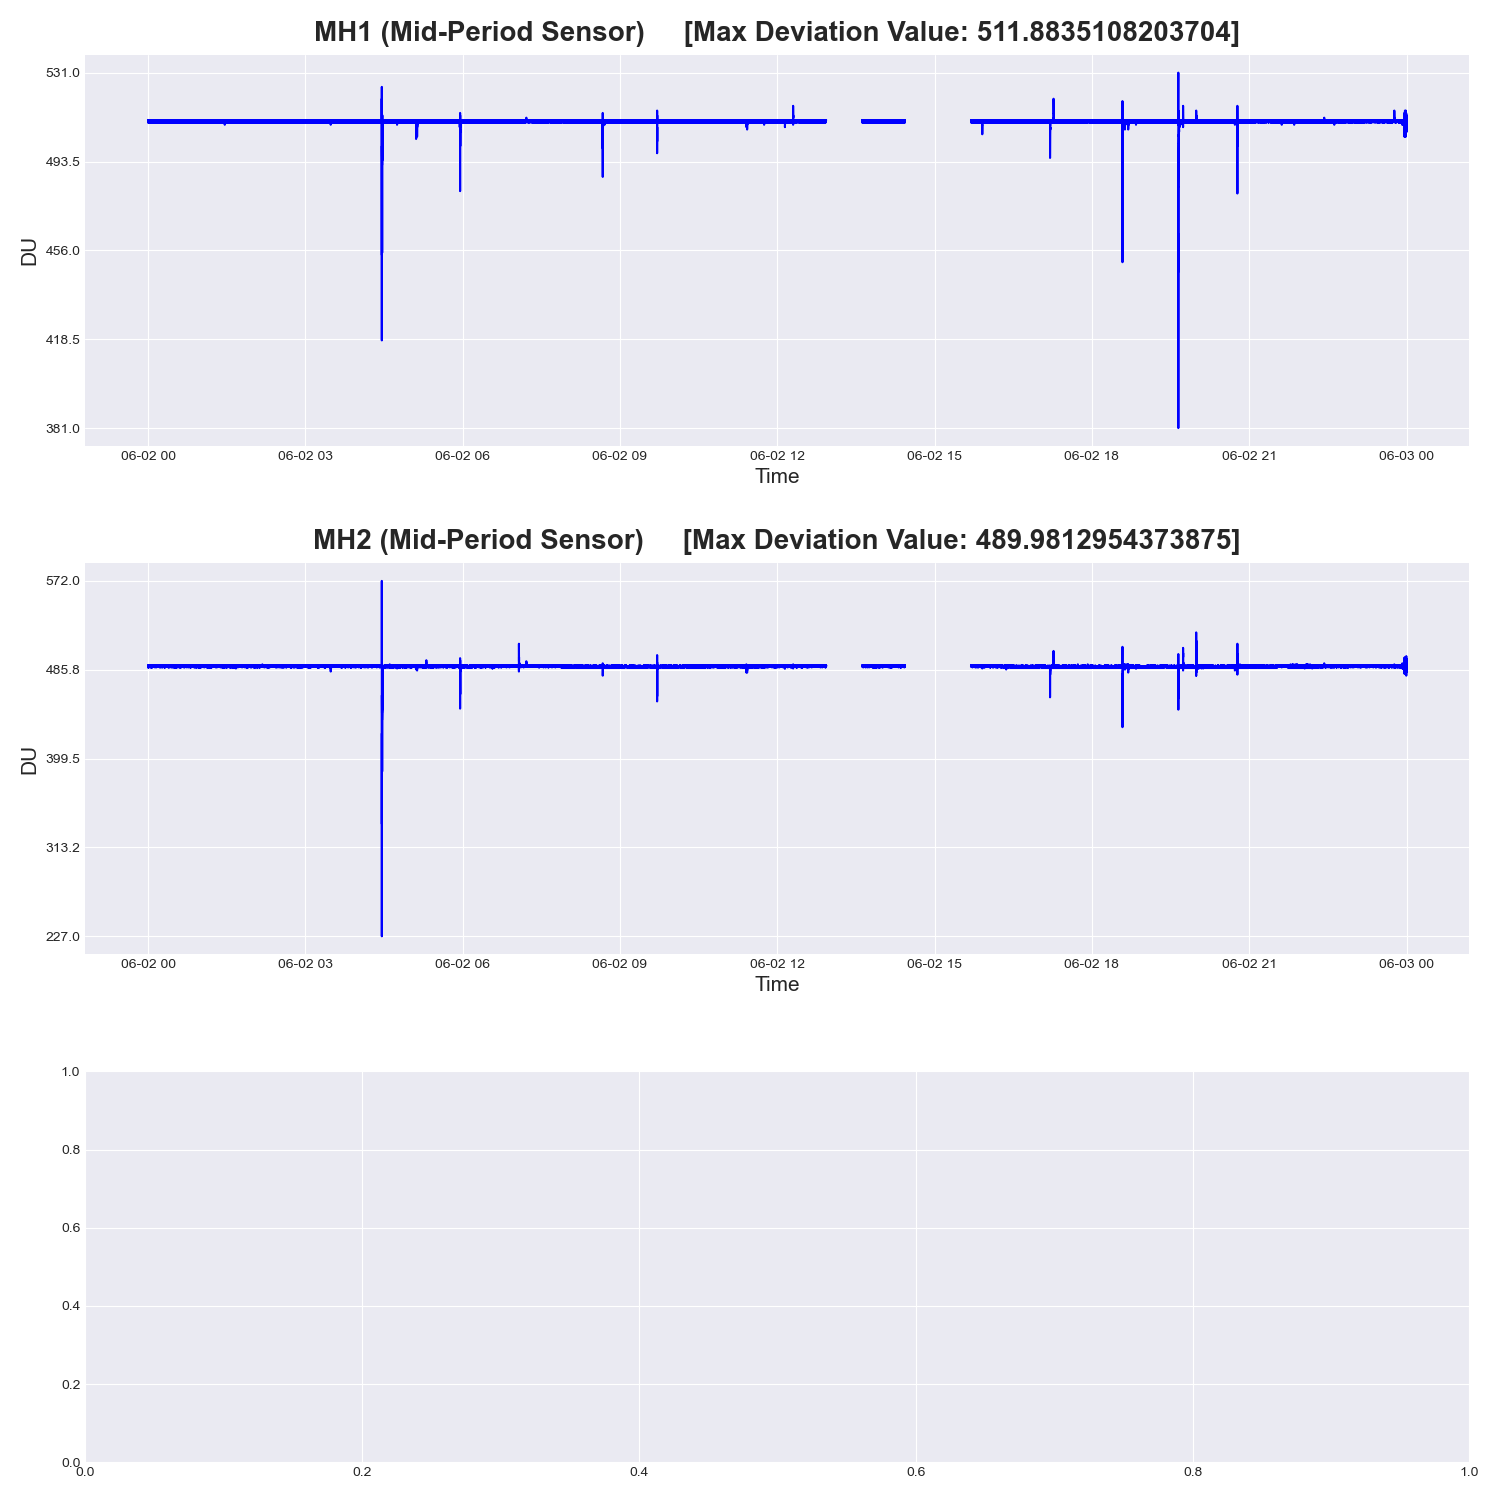 MH1 (Mid-Period Sensor) [Max Deviation Value: 511.8835108203704]
531.0
493.5
456.0
418.5
381.0
DU
06-02 00 06-02 03 06-02 06 06-02 09 06-02 12 06-02 15 06-02 18 06-02 21 06-03 00
Time
MH2 (Mid-Period Sensor) [Max Deviation Value: 489.9812954373875]
572.0
485.8
399.5
313.2
227.0
DU
06-02 00 06-02 03 06-02 06 06-02 09 06-02 12 06-02 15 06-02 18 06-02 21 06-03 00
Time
1.0
0.8
0.6
0.4
0.2
0.0
0.0 0.2 0.4 0.6 0.8 1.0